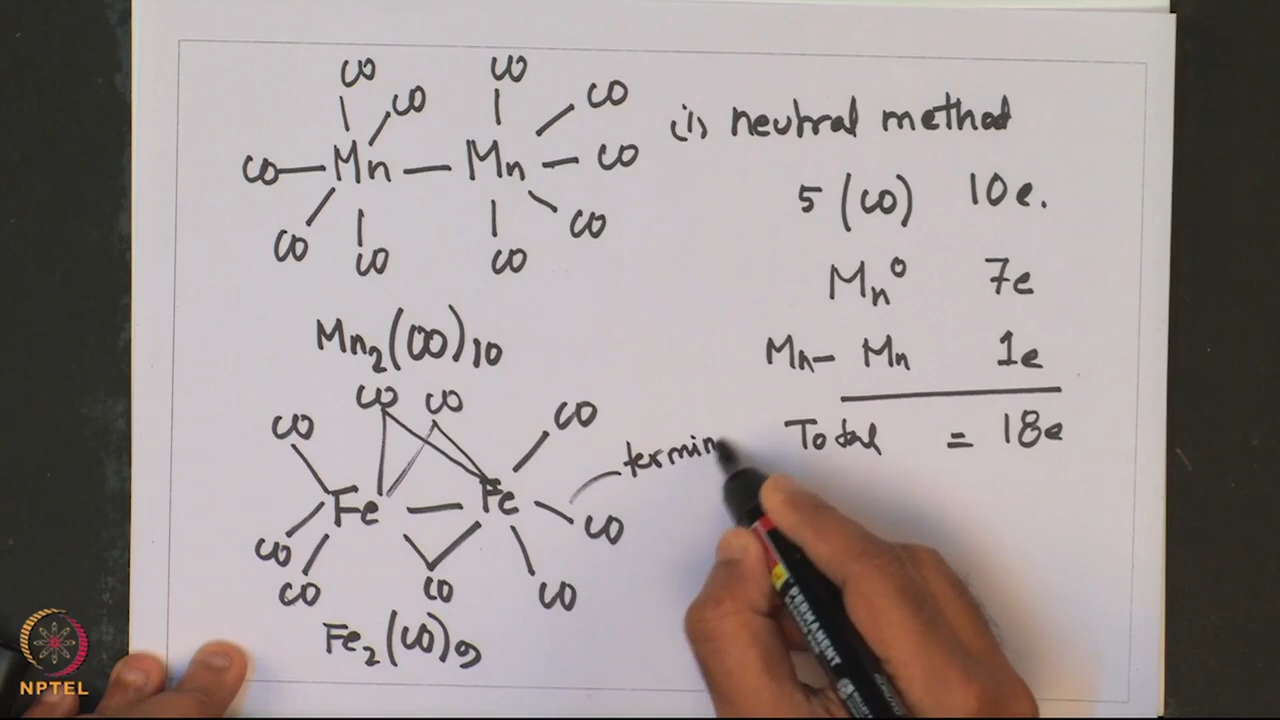 CO CO
CO CO
CO—Mn—Mn—CO
CO CO CO CO
Mn2(CO)10
(i) neutral method
5 (CO) 10e.
Mn0 7e
Mn— Mn 1e
Total = 18e
CO CO CO CO
Fe — Fe
termin
CO CO
CO CO CO
Fe2(CO)9
NPTEL
PERMANENT